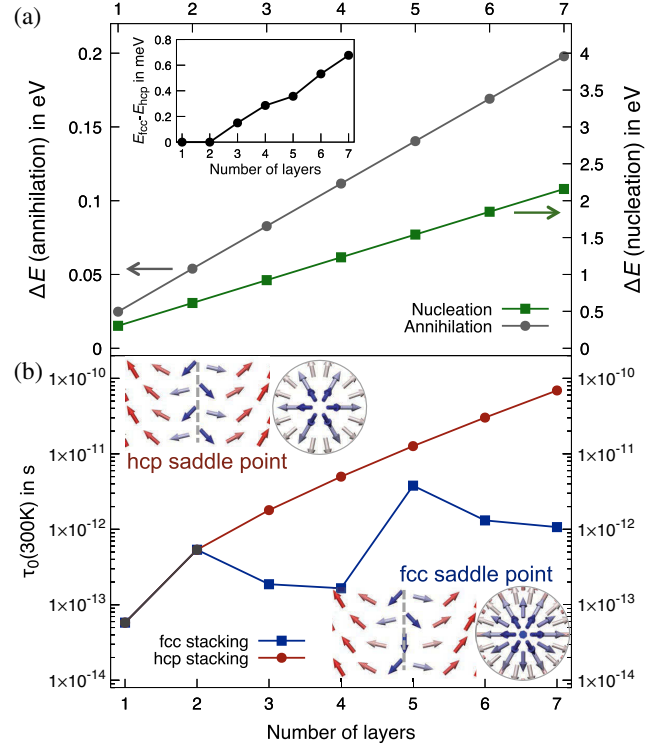 (a)
1 2 3 4 5 6 7
ΔE (annihilation) in eV
0.2
0.15
0.1
0.05
0
E_fcc-E_hcp in meV
0.8
0.6
0.4
0.2
0.0
1 2 3 4 5 6 7
Number of layers
4
3.5
3
2.5
2
1.5
1
0.5
0
ΔE (nucleation) in eV
Nucleation
Annihilation
(b)
τ₀(300K) in s
1×10⁻¹⁰
1×10⁻¹¹
1×10⁻¹²
1×10⁻¹³
1×10⁻¹⁴
hcp saddle point
fcc saddle point
fcc stacking
hcp stacking
1×10⁻¹⁰
1×10⁻¹¹
1×10⁻¹²
1×10⁻¹³
1×10⁻¹⁴
1 2 3 4 5 6 7
Number of layers